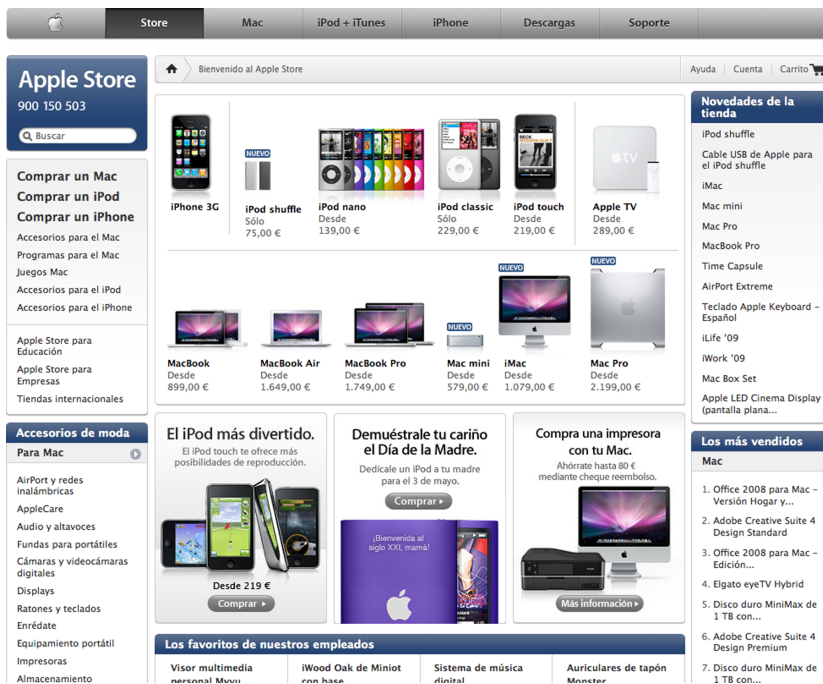 Store
Mac
iPod + iTunes
iPhone
Descargas
Soporte
Apple Store
900 150 503
Buscar
Bienvenido al Apple Store
Ayuda
Cuenta
Carrito
Comprar un Mac
Comprar un iPod
Comprar un iPhone
Accesorios para el Mac
Programas para el Mac
Juegos Mac
Accesorios para el iPod
Accesorios para el iPhone
Apple Store para
Educación
Apple Store para
Empresas
Tiendas internacionales
Accesorios de moda
Para Mac
AirPort y redes
inalámbricas
AppleCare
Audio y altavoces
Fundas para portátiles
Cámaras y videocámaras
digitales
Displays
Ratones y teclados
Enrédate
Equipamiento portátil
Impresoras
Almacenamiento
iPhone 3G
NUEVO
iPod shuffle
Sólo
75,00 €
iPod nano
Desde
139,00 €
iPod classic
Sólo
229,00 €
iPod touch
Desde
219,00 €
tv
Apple TV
Desde
289,00 €
MacBook
Desde
899,00 €
MacBook Air
Desde
1.649,00 €
MacBook Pro
Desde
1.749,00 €
NUEVO
Mac mini
Desde
579,00 €
NUEVO
iMac
Desde
1.079,00 €
NUEVO
Mac Pro
Desde
2.199,00 €
El iPod más divertido.
El iPod touch te ofrece más
posibilidades de reproducción.
Desde 219 €
Comprar
Demuéstrale tu cariño
el Día de la Madre.
Dedícale un iPod a tu madre
para el 3 de mayo.
Comprar
¡Bienvenida al
siglo XXI, mamá!
Compra una impresora
con tu Mac.
Ahórrate hasta 80 €
mediante cheque reembolso.
Más información
Los favoritos de nuestros empleados
Visor multimedia
personal Myvu
iWood Oak de Miniot
con base
Sistema de música
digital
Auriculares de tapón
Monster
Novedades de la
tienda
iPod shuffle
Cable USB de Apple para
el iPod shuffle
iMac
Mac mini
Mac Pro
MacBook Pro
Time Capsule
AirPort Extreme
Teclado Apple Keyboard –
Español
iLife ’09
iWork ’09
Mac Box Set
Apple LED Cinema Display
(pantalla plana...
Los más vendidos
Mac
1. Office 2008 para Mac –
Versión Hogar y...
2. Adobe Creative Suite 4
Design Standard
3. Office 2008 para Mac –
Edición...
4. Elgato eyeTV Hybrid
5. Disco duro MiniMax de
1 TB con...
6. Adobe Creative Suite 4
Design Premium
7. Disco duro MiniMax de
1 TB con...